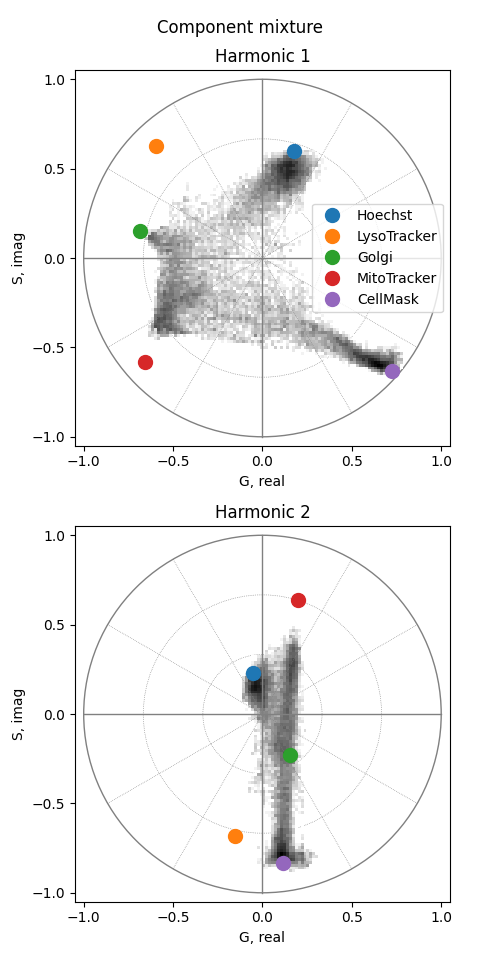 Component mixture
Harmonic 1
1.0
0.5
0.0
−0.5
−1.0
S, imag
Hoechst
LysoTracker
Golgi
MitoTracker
CellMask
−1.0 −0.5 0.0 0.5 1.0
G, real
Harmonic 2
1.0
0.5
0.0
−0.5
−1.0
S, imag
−1.0 −0.5 0.0 0.5 1.0
G, real